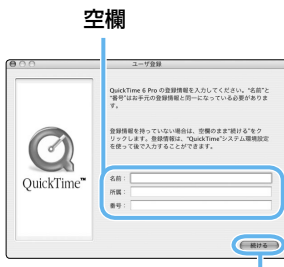 空欄
ユーザ登録
QuickTime 6 Pro の登録情報を入力してください。“名前”と
“番号”はお手元の登録情報と同一になっている必要がありま
す。
登録情報を持っていない場合は、空欄のまま“続ける”をク
リックします。登録情報は、“QuickTime”システム環境設定
を使って後で入力することができます。
QuickTime™
名前：
所属：
番号：
続ける